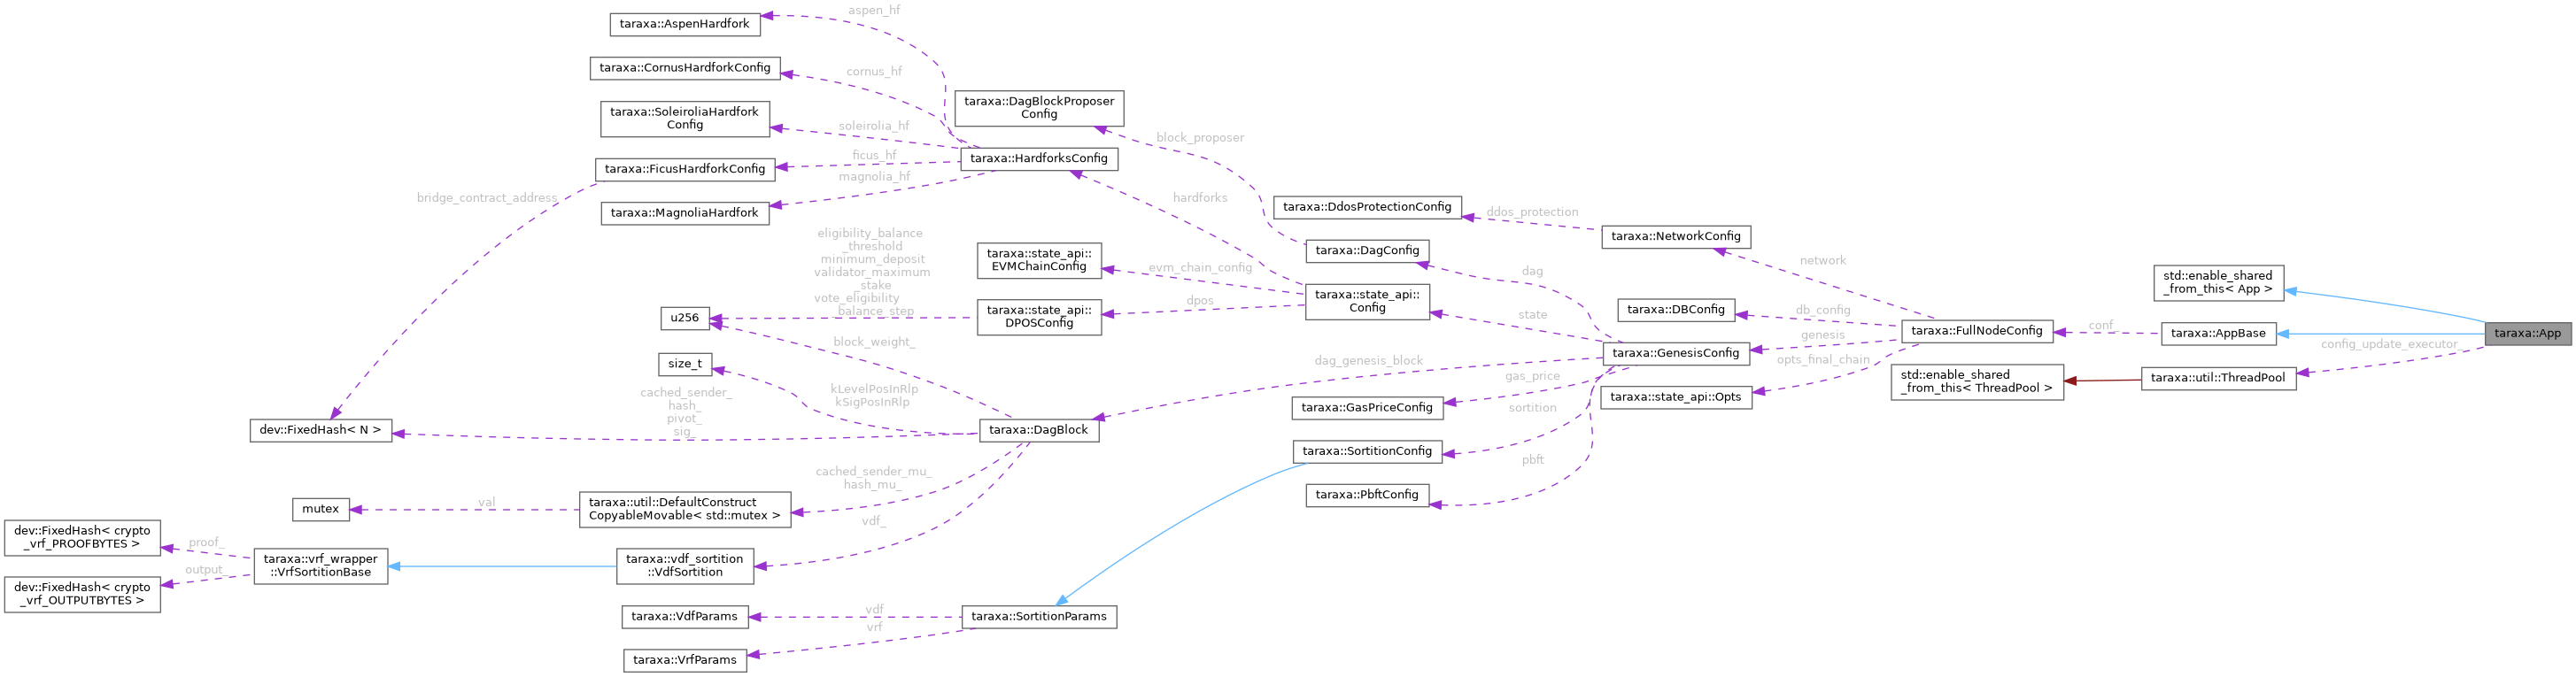 aspen_hf
taraxa::AspenHardfork
cornus_hf
taraxa::CornusHardforkConfig
taraxa::SoleiroliaHardfork
Config
soleirolia_hf
taraxa::DagBlockProposer
Config
block_proposer
ficus_hf
taraxa::FicusHardforkConfig
taraxa::HardforksConfig
magnolia_hf
taraxa::MagnoliaHardfork
bridge_contract_address
hardforks
taraxa::DdosProtectionConfig
ddos_protection
taraxa::NetworkConfig
network
eligibility_balance
_threshold
minimum_deposit
validator_maximum
_stake
vote_eligibility
_balance_step
taraxa::state_api::
EVMChainConfig
evm_chain_config
taraxa::DagConfig
dag
taraxa::state_api::
DPOSConfig
dpos
taraxa::state_api::
Config
state
taraxa::DBConfig
db_config
std::enable_shared
_from_this< App >
u256
block_weight_
genesis
taraxa::FullNodeConfig
conf_
taraxa::AppBase
taraxa::App
config_update_executor_
size_t
kLevelPosInRlp
kSigPosInRlp
dag_genesis_block
taraxa::GenesisConfig
opts_final_chain
gas_price
taraxa::state_api::Opts
std::enable_shared
_from_this< ThreadPool >
taraxa::util::ThreadPool
cached_sender_
hash_
pivot_
sig_
dev::FixedHash< N >
taraxa::DagBlock
taraxa::GasPriceConfig
sortition
taraxa::SortitionConfig
pbft
taraxa::PbftConfig
cached_sender_mu_
hash_mu_
vdf_
mutex
val
taraxa::util::DefaultConstruct
CopyableMovable< std::mutex >
dev::FixedHash< crypto
_vrf_PROOFBYTES >
proof_
dev::FixedHash< crypto
_vrf_OUTPUTBYTES >
output_
taraxa::vrf_wrapper
::VrfSortitionBase
taraxa::vdf_sortition
::VdfSortition
taraxa::VdfParams
vdf
taraxa::SortitionParams
vrf
taraxa::VrfParams